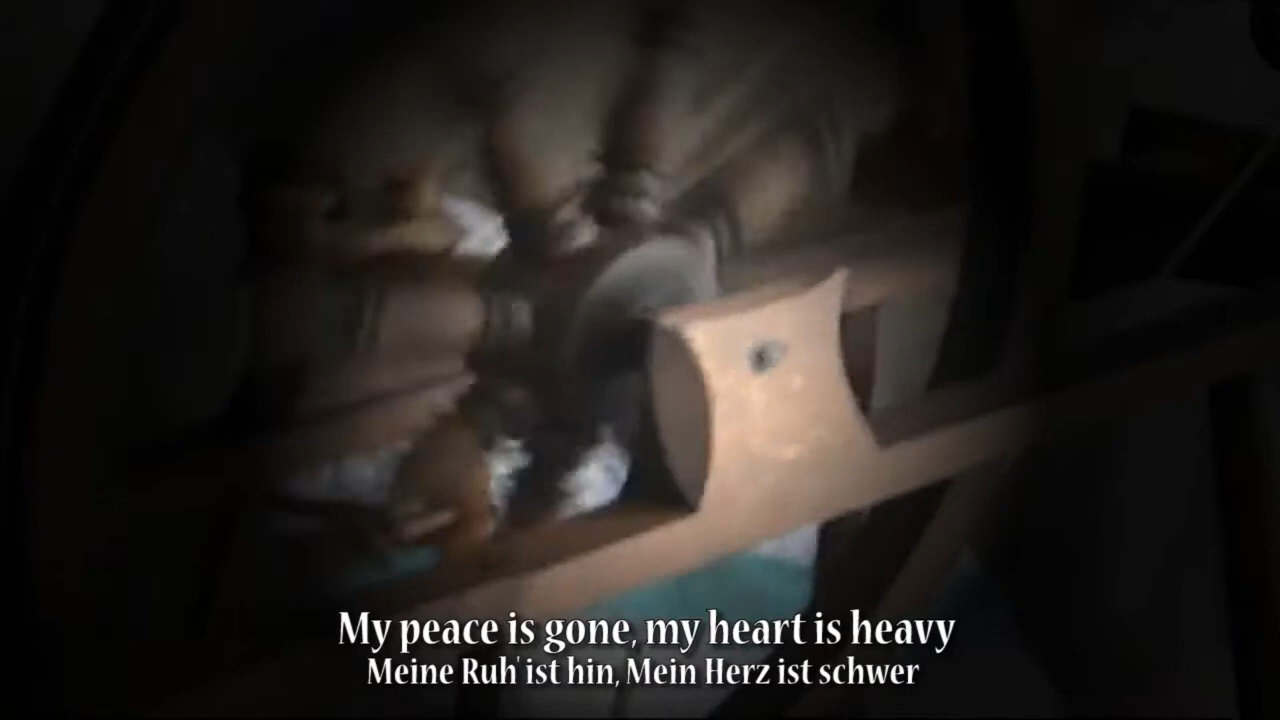 My peace is gone, my heart is heavy
Meine Ruh' ist hin, Mein Herz ist schwer